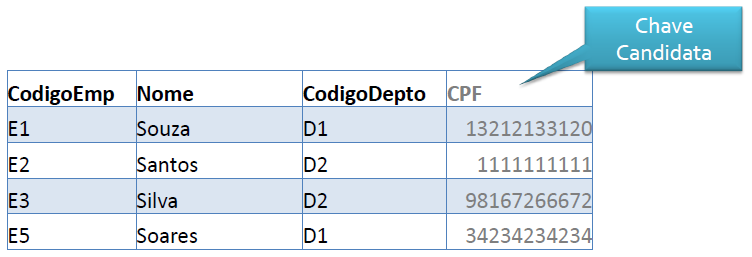 Chave
Candidata
CodigoEmp Nome CodigoDepto CPF
E1 Souza D1 13212133120
E2 Santos D2 1111111111
E3 Silva D2 98167266672
E5 Soares D1 34234234234